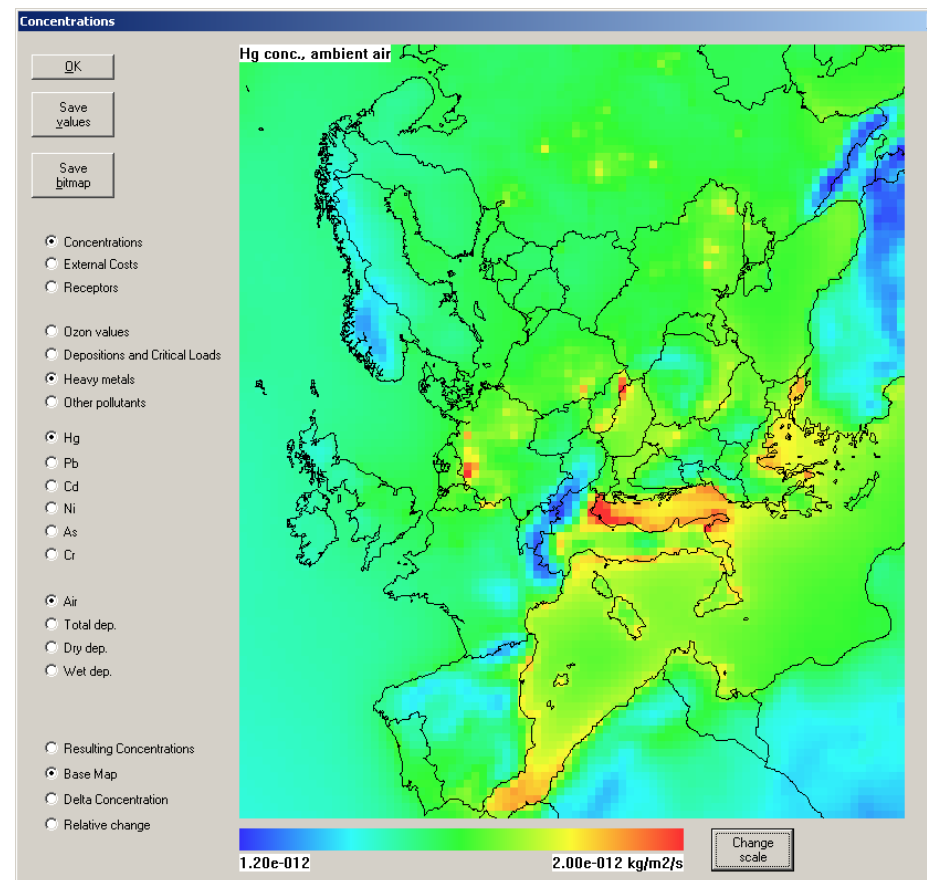 Concentrations
OK
Save
values
Save
bitmap
Concentrations
External Costs
Receptors
Ozon values
Depositions and Critical Loads
Heavy metals
Other pollutants
Hg
Pb
Cd
Ni
As
Cr
Air
Total dep.
Dry dep.
Wet dep.
Resulting Concentrations
Base Map
Delta Concentration
Relative change
Hg conc., ambient air
1.20e-012
2.00e-012 kg/m2/s
Change
scale